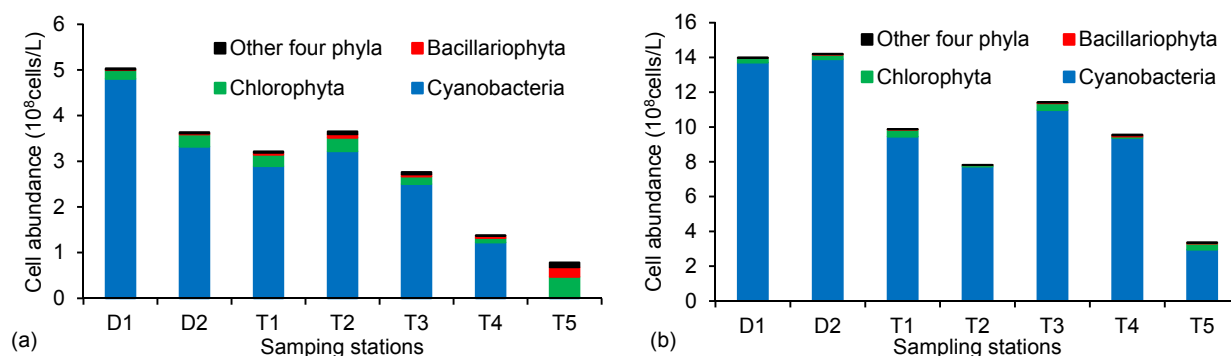 6
5
4
3
2
1
0
Cell abundance (10⁸cells/L)
Other four phyla Bacillariophyta
Chlorophyta Cyanobacteria
D1 D2 T1 T2 T3 T4 T5
Samping stations
(a)
16
14
12
10
8
6
4
2
0
Cell abundance (10⁸cells/L)
Other four phyla Bacillariophyta
Chlorophyta Cyanobacteria
D1 D2 T1 T2 T3 T4 T5
Sampling stations
(b)